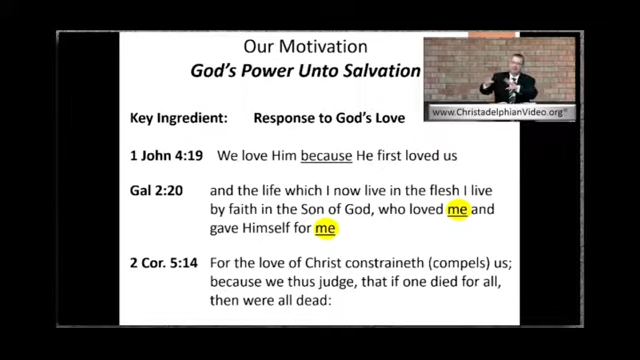 Our Motivation
God's Power Unto Salvation
www.ChristadelphianVideo.org
Key Ingredient: Response to God's Love
1 John 4:19 We love Him because He first loved us
Gal 2:20 and the life which I now live in the flesh I live
by faith in the Son of God, who loved me and
gave Himself for me
2 Cor. 5:14 For the love of Christ constraineth (compels) us;
because we thus judge, that if one died for all,
then were all dead: